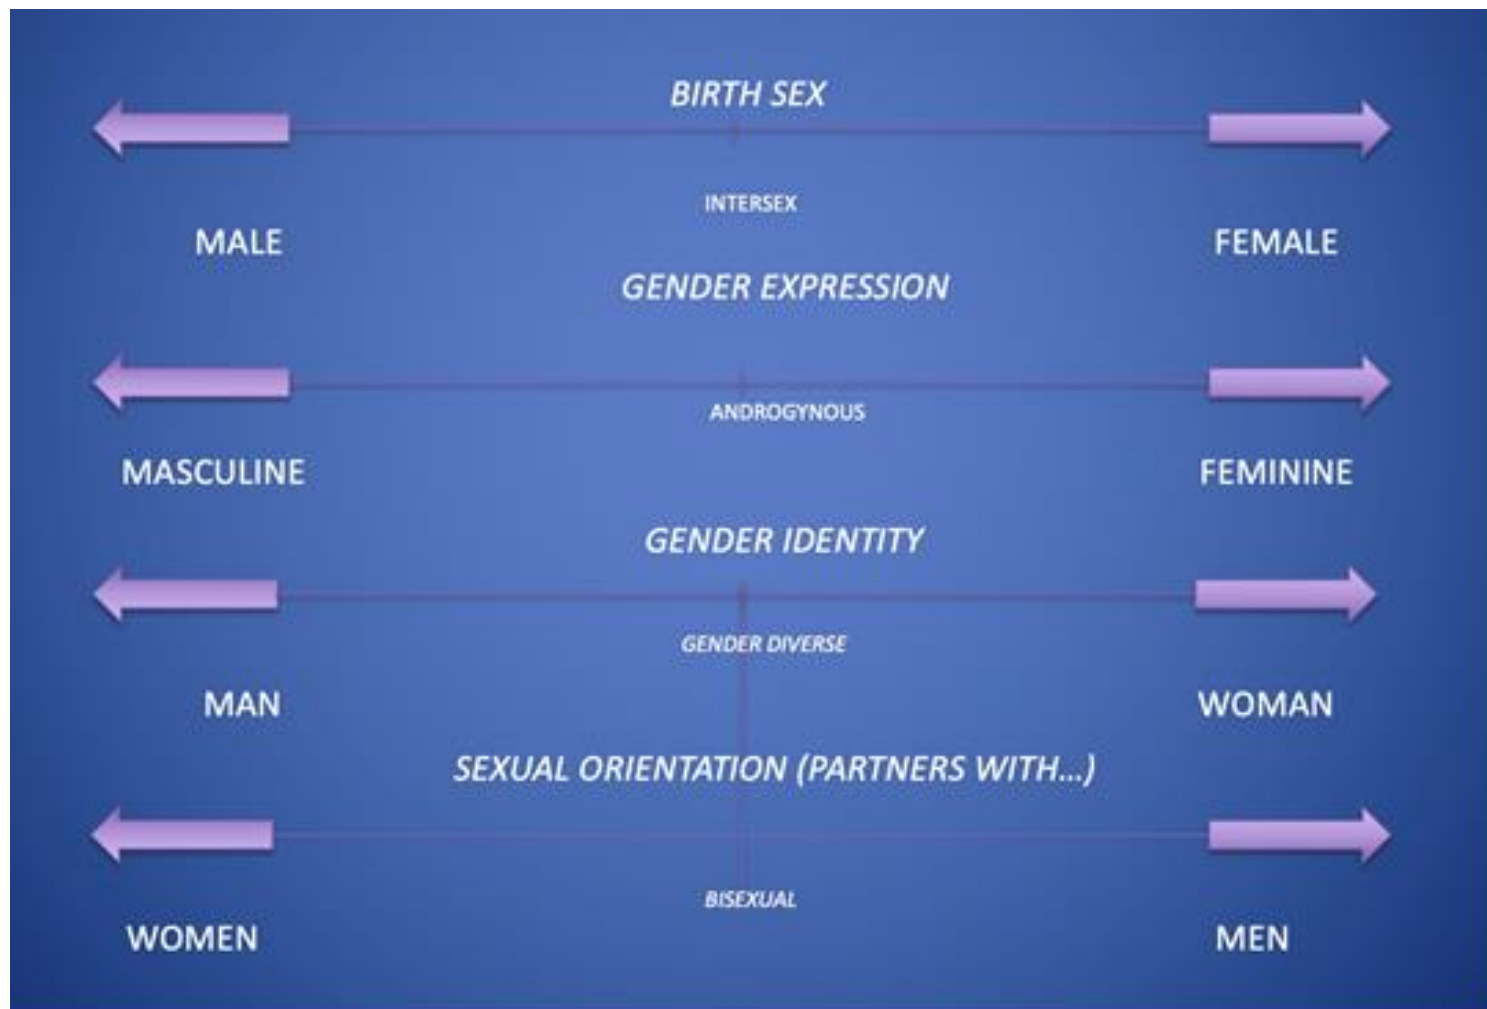 BIRTH SEX
INTERSEX
MALE
FEMALE
GENDER EXPRESSION
ANDROGYNOUS
MASCULINE
FEMININE
GENDER IDENTITY
GENDER DIVERSE
MAN
WOMAN
SEXUAL ORIENTATION (PARTNERS WITH...)
BISEXUAL
WOMEN
MEN